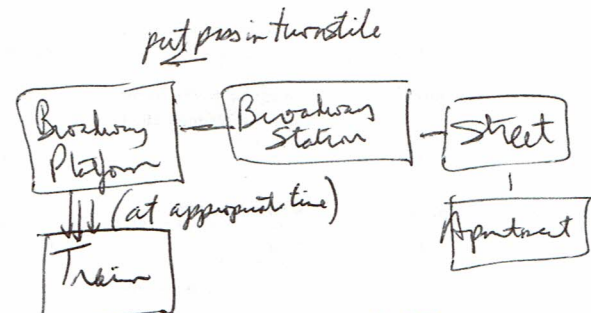 put pass in turnstile
Broadway
Platform
Broadway
Station
Street
(at appropriate time)
Apartment
Train